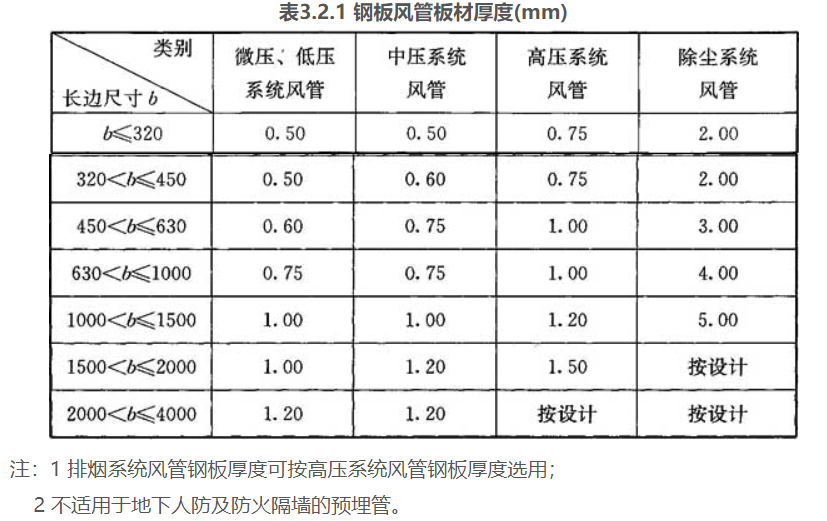 表3.2.1 钢板风管板材厚度(mm)
类别
长边尺寸 b
微压、低压
系统风管
中压系统
风管
高压系统
风管
除尘系统
风管
b≤320 0.50 0.50 0.75 2.00
320<b≤450 0.50 0.60 0.75 2.00
450<b≤630 0.60 0.75 1.00 3.00
630<b≤1000 0.75 0.75 1.00 4.00
1000<b≤1500 1.00 1.00 1.20 5.00
1500<b≤2000 1.00 1.20 1.50 按设计
2000<b≤4000 1.20 1.20 按设计 按设计
注：1 排烟系统风管钢板厚度可按高压系统风管钢板厚度选用；
2 不适用于地下人防及防火隔墙的预埋管。